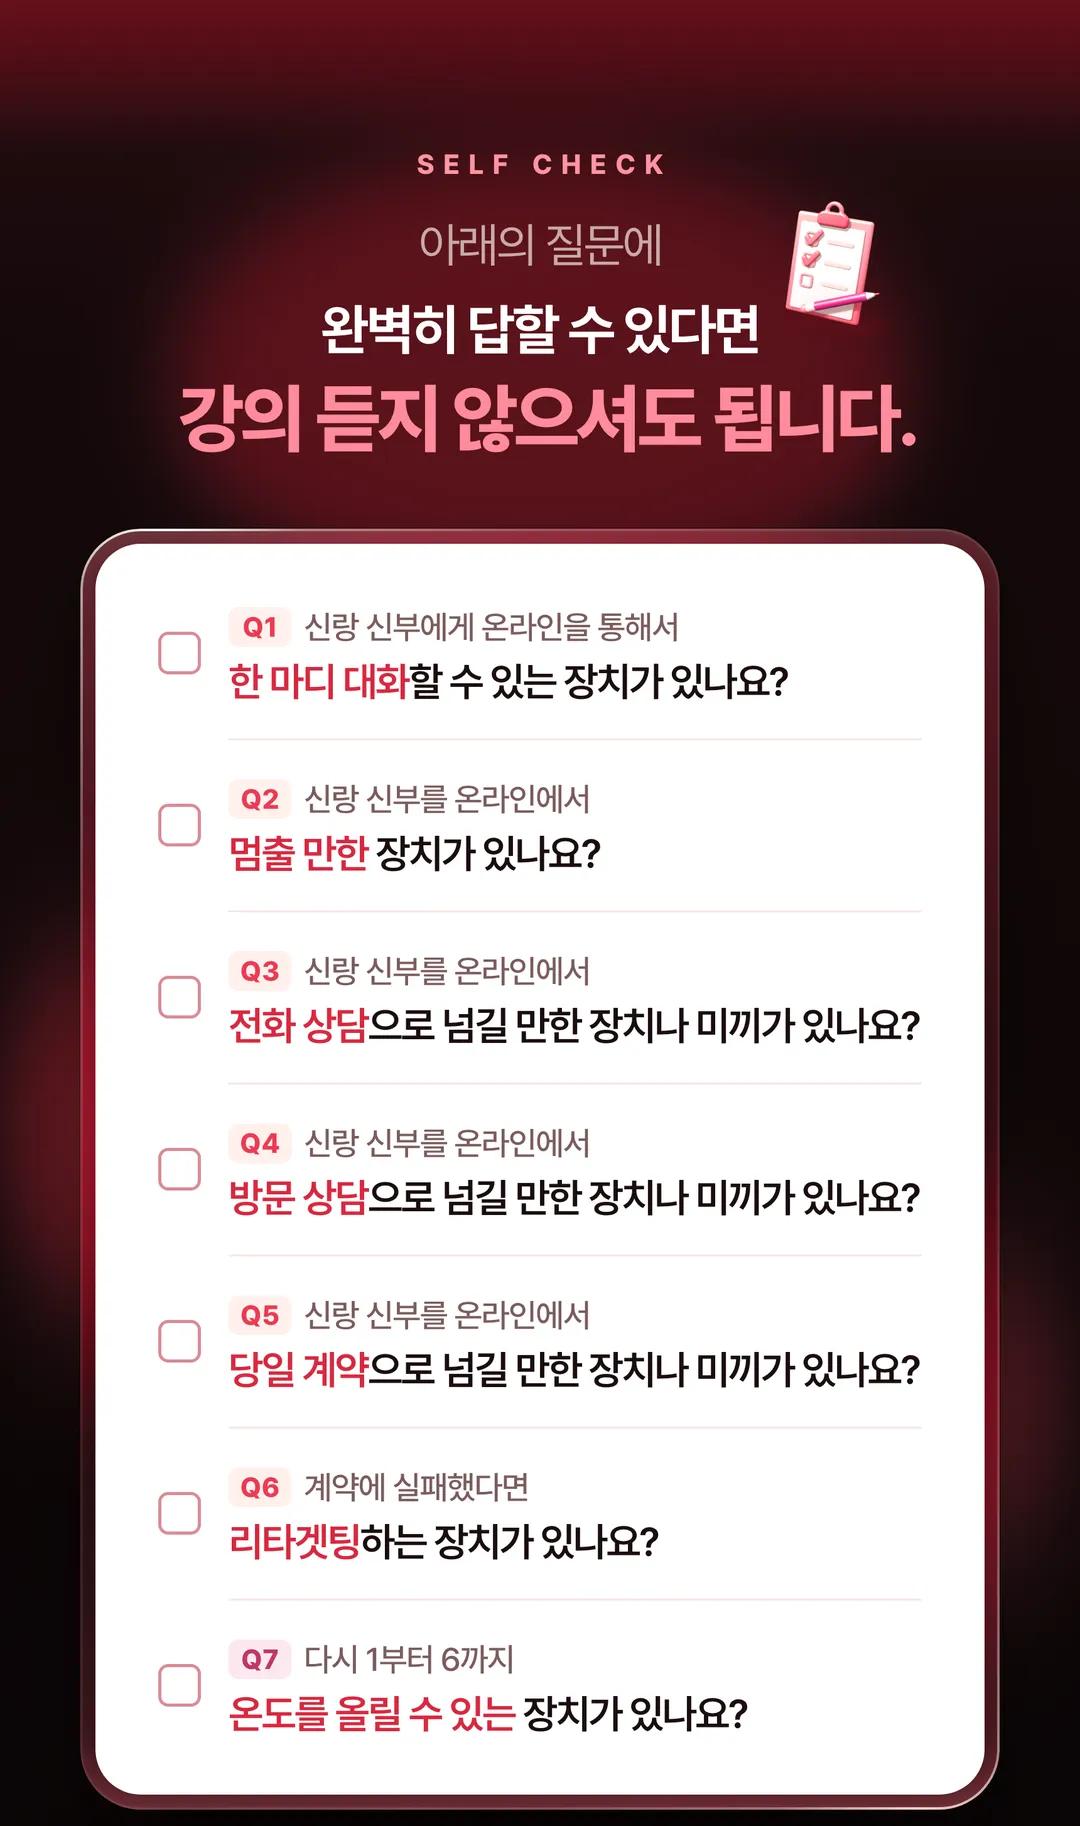 SELF CHECK
아래의 질문에
완벽히 답할 수 있다면
강의 듣지 않으셔도 됩니다.
Q1 신랑 신부에게 온라인을 통해서
한 마디 대화할 수 있는 장치가 있나요?
Q2 신랑 신부를 온라인에서
멈출 만한 장치가 있나요?
Q3 신랑 신부를 온라인에서
전화 상담으로 넘길 만한 장치나 미끼가 있나요?
Q4 신랑 신부를 온라인에서
방문 상담으로 넘길 만한 장치나 미끼가 있나요?
Q5 신랑 신부를 온라인에서
당일 계약으로 넘길 만한 장치나 미끼가 있나요?
Q6 계약에 실패했다면
리타겟팅하는 장치가 있나요?
Q7 다시 1부터 6까지
온도를 올릴 수 있는 장치가 있나요?